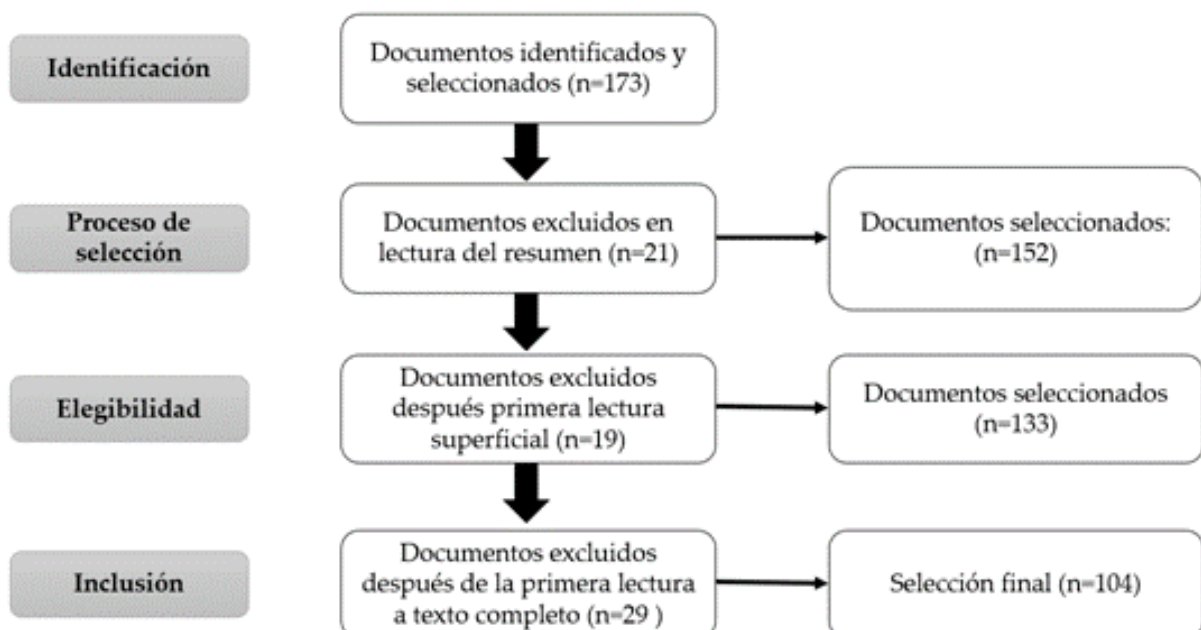 Identificación
Documentos identificados y
seleccionados (n=173)
Proceso de
selección
Documentos excluidos en
lectura del resumen (n=21)
Documentos seleccionados:
(n=152)
Elegibilidad
Documentos excluidos
después primera lectura
superficial (n=19)
Documentos seleccionados
(n=133)
Inclusión
Documentos excluidos
después de la primera lectura
a texto completo (n=29 )
Selección final (n=104)